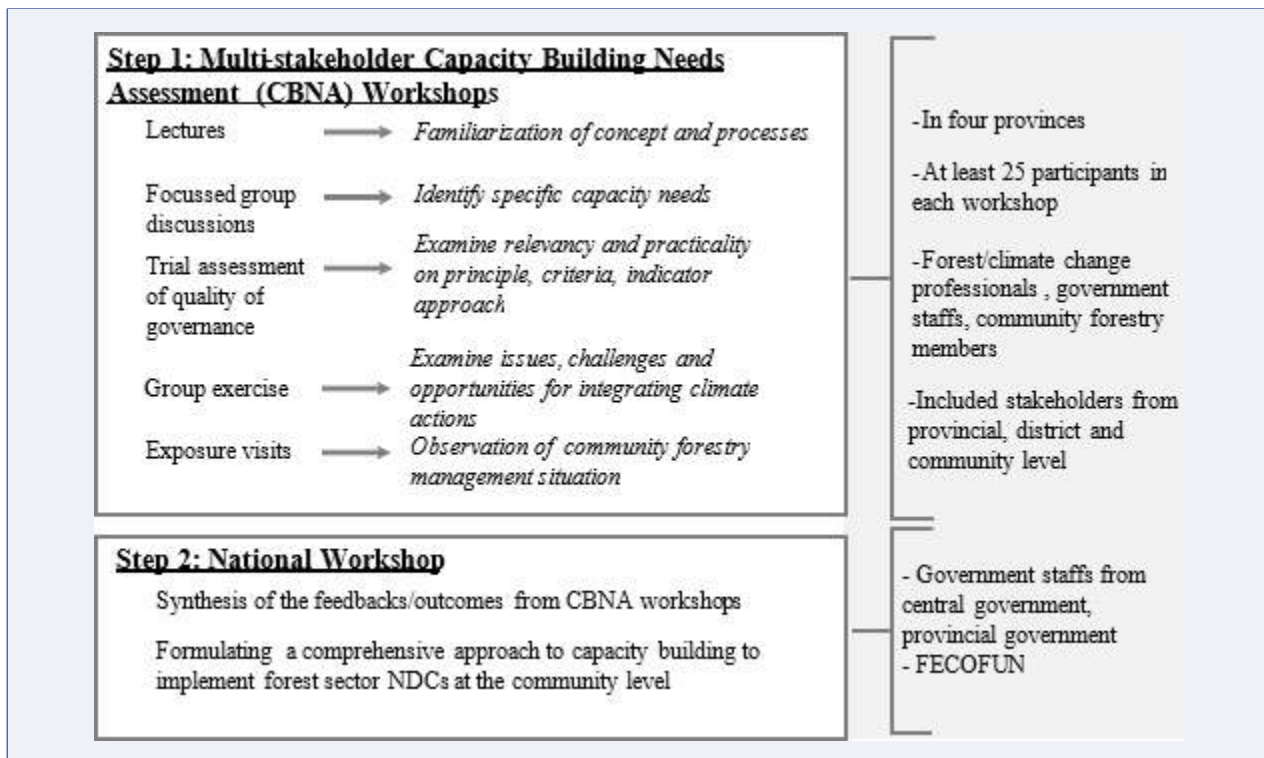 Step 1: Multi-stakeholder Capacity Building Needs
Assessment (CBNA) Workshops
Lectures
Familiarization of concept and processes
Focussed group
discussions
Identify specific capacity needs
Trial assessment
of quality of
governance
Examine relevancy and practicality
on principle, criteria, indicator
approach
Group exercise
Examine issues, challenges and
opportunities for integrating climate
actions
Exposure visits
Observation of community forestry
management situation
-In four provinces
-At least 25 participants in
each workshop
-Forest/climate change
professionals , government
staffs, community forestry
members
-Included stakeholders from
provincial, district and
community level
Step 2: National Workshop
Synthesis of the feedbacks/outcomes from CBNA workshops
Formulating a comprehensive approach to capacity building to
implement forest sector NDCs at the community level
- Government staffs from
central government,
provincial government
- FECOFUN